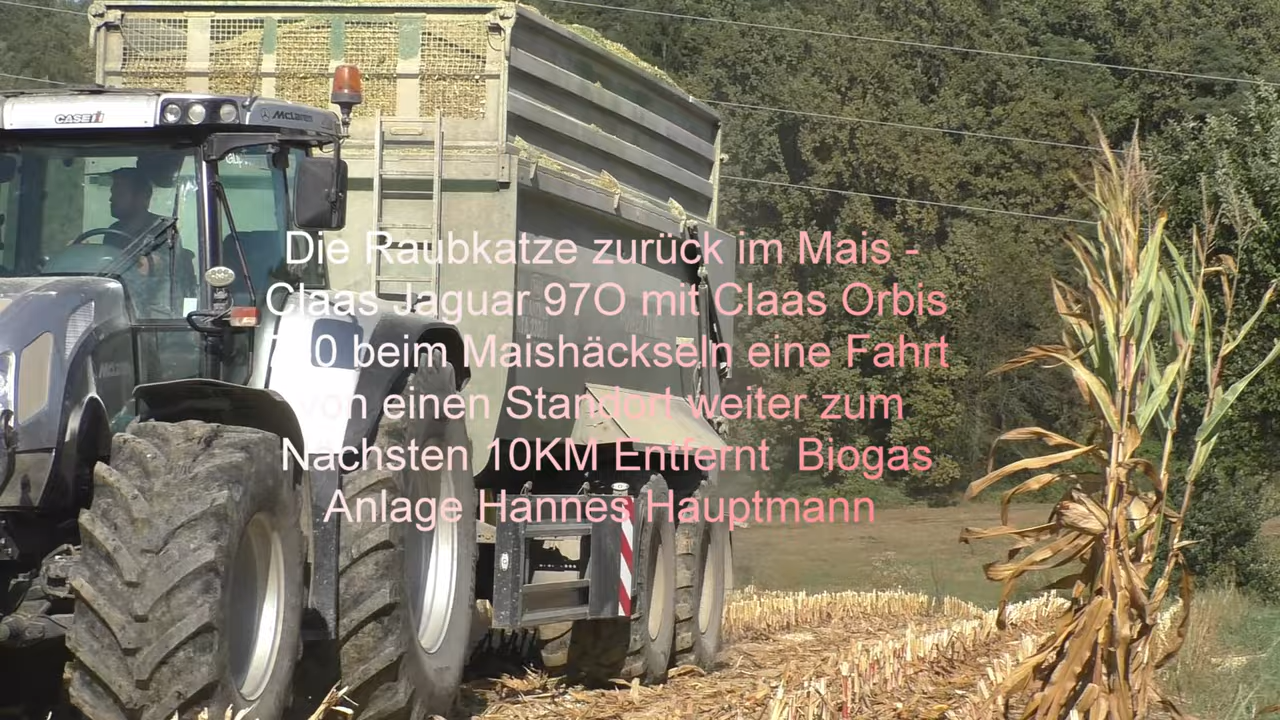 CASE IH
McLaren
Die Raubkatze zurück im Mais -
Claas Jaguar 97O mit Claas Orbis
beim Maishäckseln eine Fahrt
von einen Standort weiter zum
Nächsten 10KM Entfernt  Biogas
Anlage Hannes Hauptmann